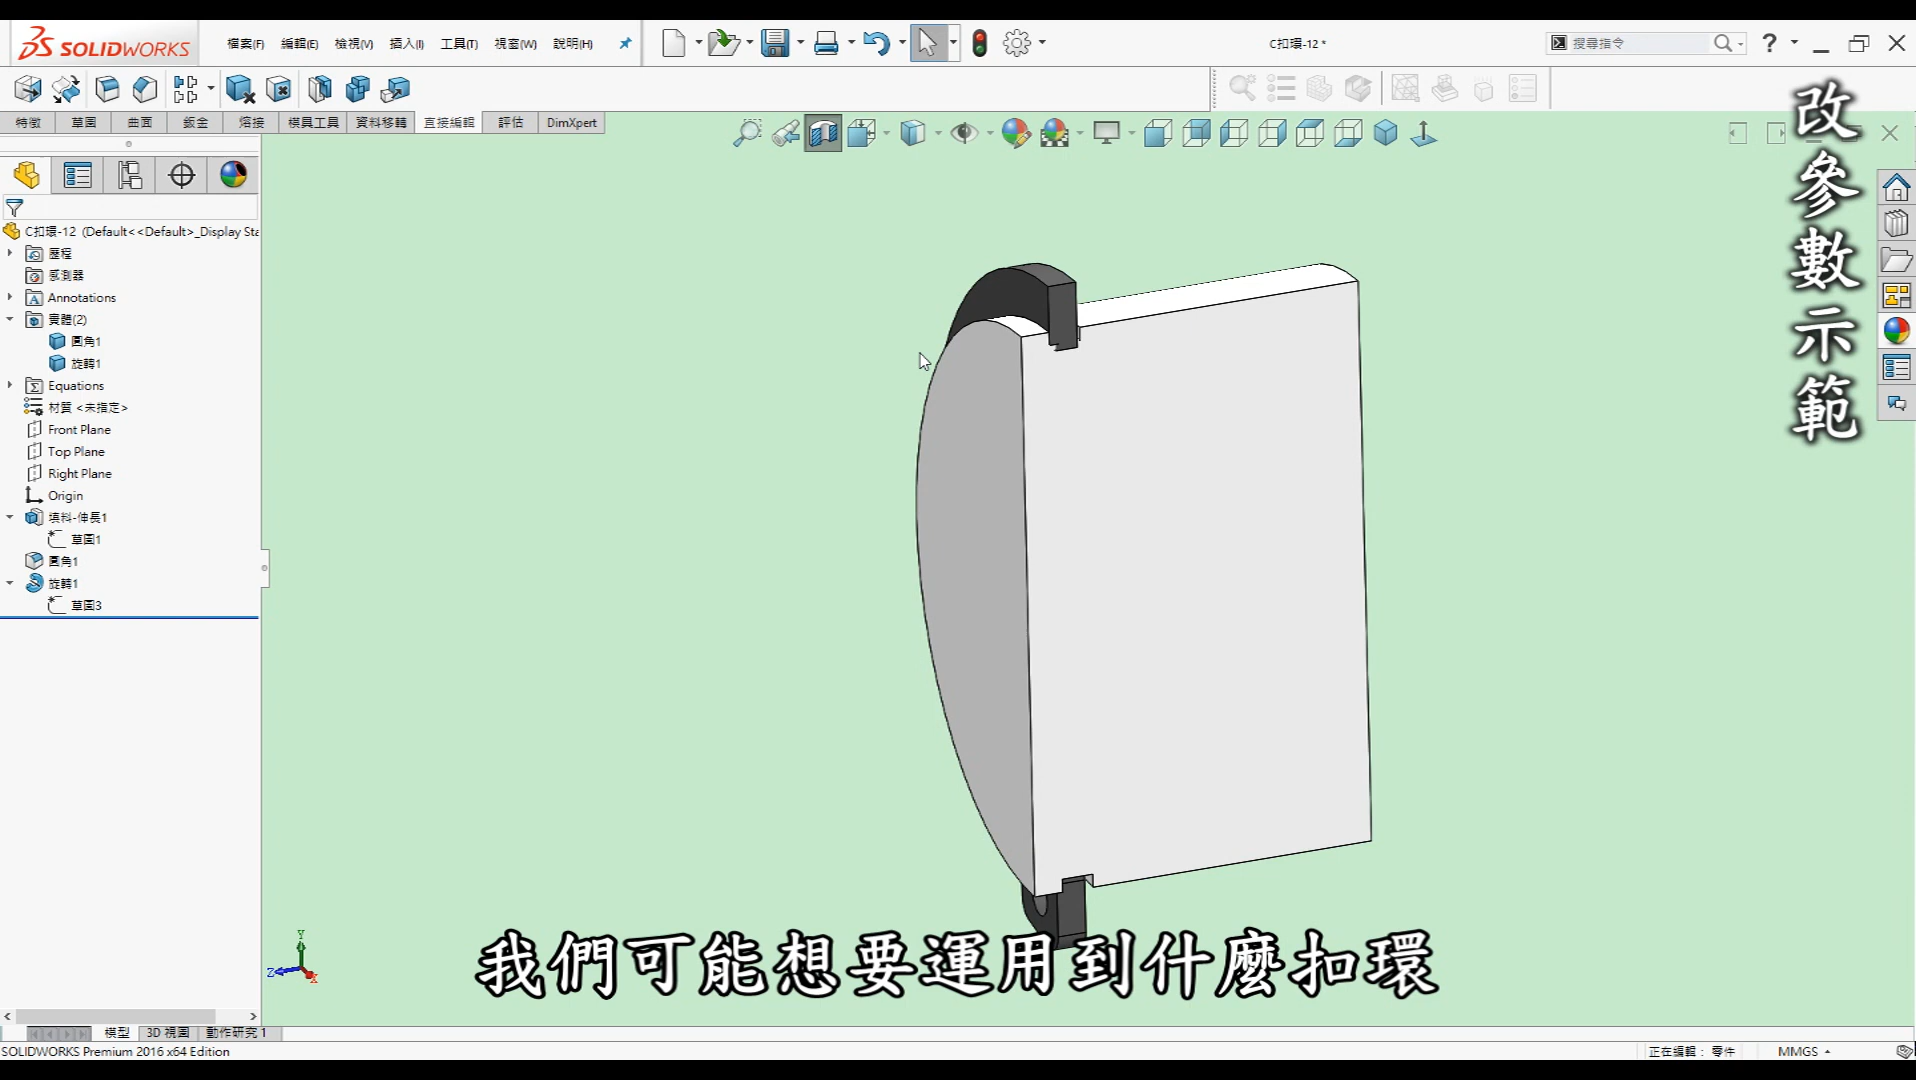 SOLIDWORKS
檔案(F) 編輯(E) 檢視(V) 插入(I) 工具(T) 視窗(W) 說明(H)
C扣環-12 *
搜尋指令
?
特徵 草圖 曲面 鈑金 熔接 模具工具 資料移轉 直接編輯 評估 DimXpert
改參數示範
C扣環-12 (Default<<Default>_Display Sta
歷程
感測器
Annotations
實體(2)
圓角1
旋轉1
Equations
材質 <未指定>
Front Plane
Top Plane
Right Plane
Origin
填料-伸長1
草圖1
圓角1
旋轉1
草圖3
Y
Z
X
我們可能想要運用到什麼扣環
模型 3D 視圖 動作研究 1
SOLIDWORKS Premium 2016 x64 Edition
正在編輯： 零件
MMGS